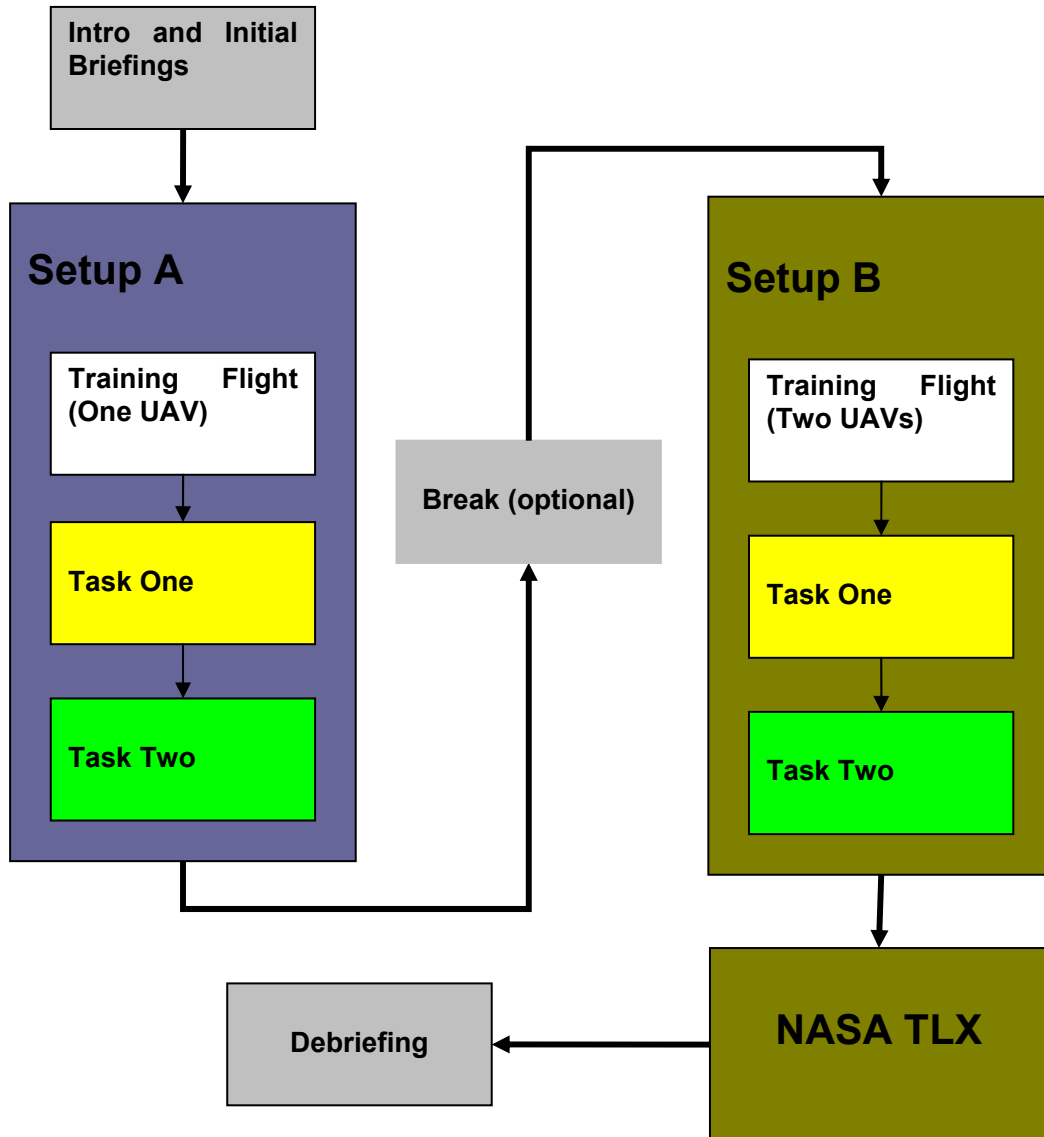 Intro and Initial
Briefings
Setup A
Training Flight
(One UAV)
Task One
Task Two
Break (optional)
Setup B
Training Flight
(Two UAVs)
Task One
Task Two
NASA TLX
Debriefing